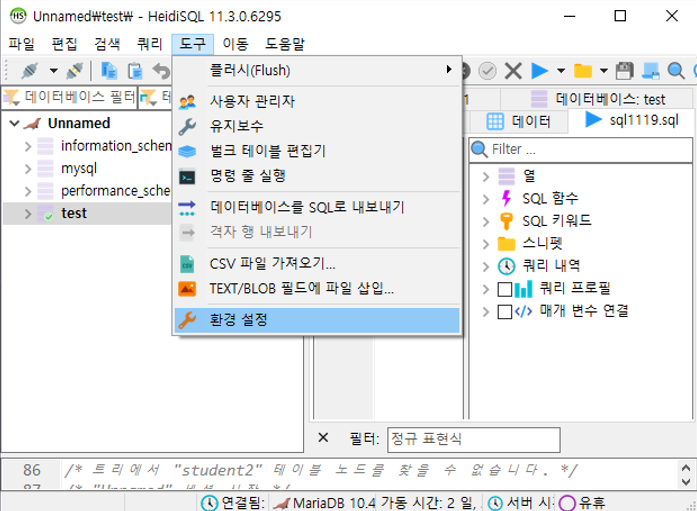 Unnamed\test\ - HeidiSQL 11.3.0.6295
파일 편집 검색 쿼리 도구 이동 도움말
플러시(Flush)
사용자 관리자
유지보수
벌크 테이블 편집기
명령 줄 실행
데이터베이스를 SQL로 내보내기
격자 행 내보내기
CSV 파일 가져오기...
TEXT/BLOB 필드에 파일 삽입...
환경 설정
데이터베이스 필터
테
Unnamed
information_schem
mysql
performance_sche
test
1
데이터베이스: test
데이터
sql1119.sql
Filter ...
열
SQL 함수
SQL 키워드
스니펫
쿼리 내역
쿼리 프로필
매개 변수 연결
필터: 정규 표현식
86 /* 트리에서 "student2" 테이블 노드를 찾을 수 없습니다. */
87 /* "Unnamed" 세션 시작 */
연결됨: MariaDB 10.4 가동 시간: 2 일, 서버 시: 유휴